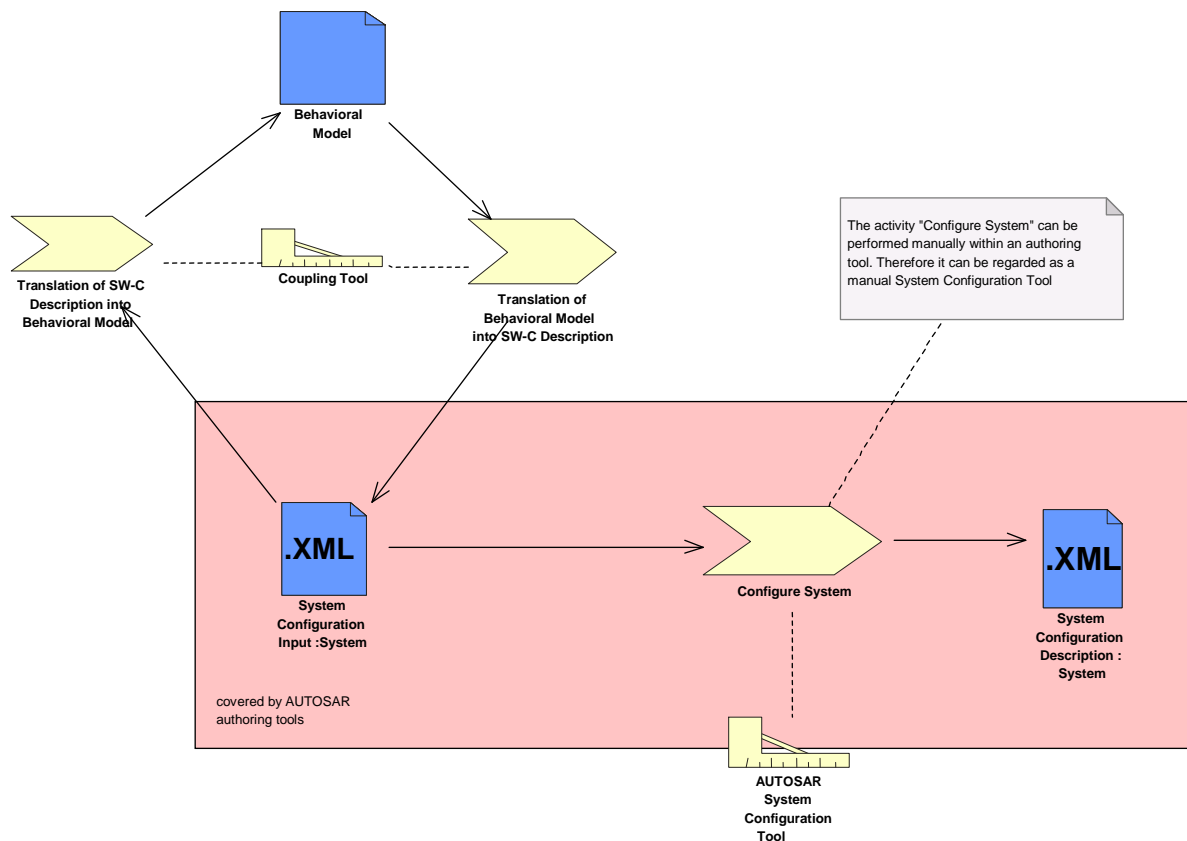 Behavioral
Model
The activity "Configure System" can be
performed manually within an authoring
tool. Therefore it can be regarded as a
manual System Configuration Tool
Coupling Tool
Translation of SW-C
Description into
Behavioral Model
Translation of
Behavioral Model
into SW-C Description
.XML
System
Configuration
Input :System
Configure System
.XML
System
Configuration
Description :
System
covered by AUTOSAR
authoring tools
AUTOSAR
System
Configuration
Tool